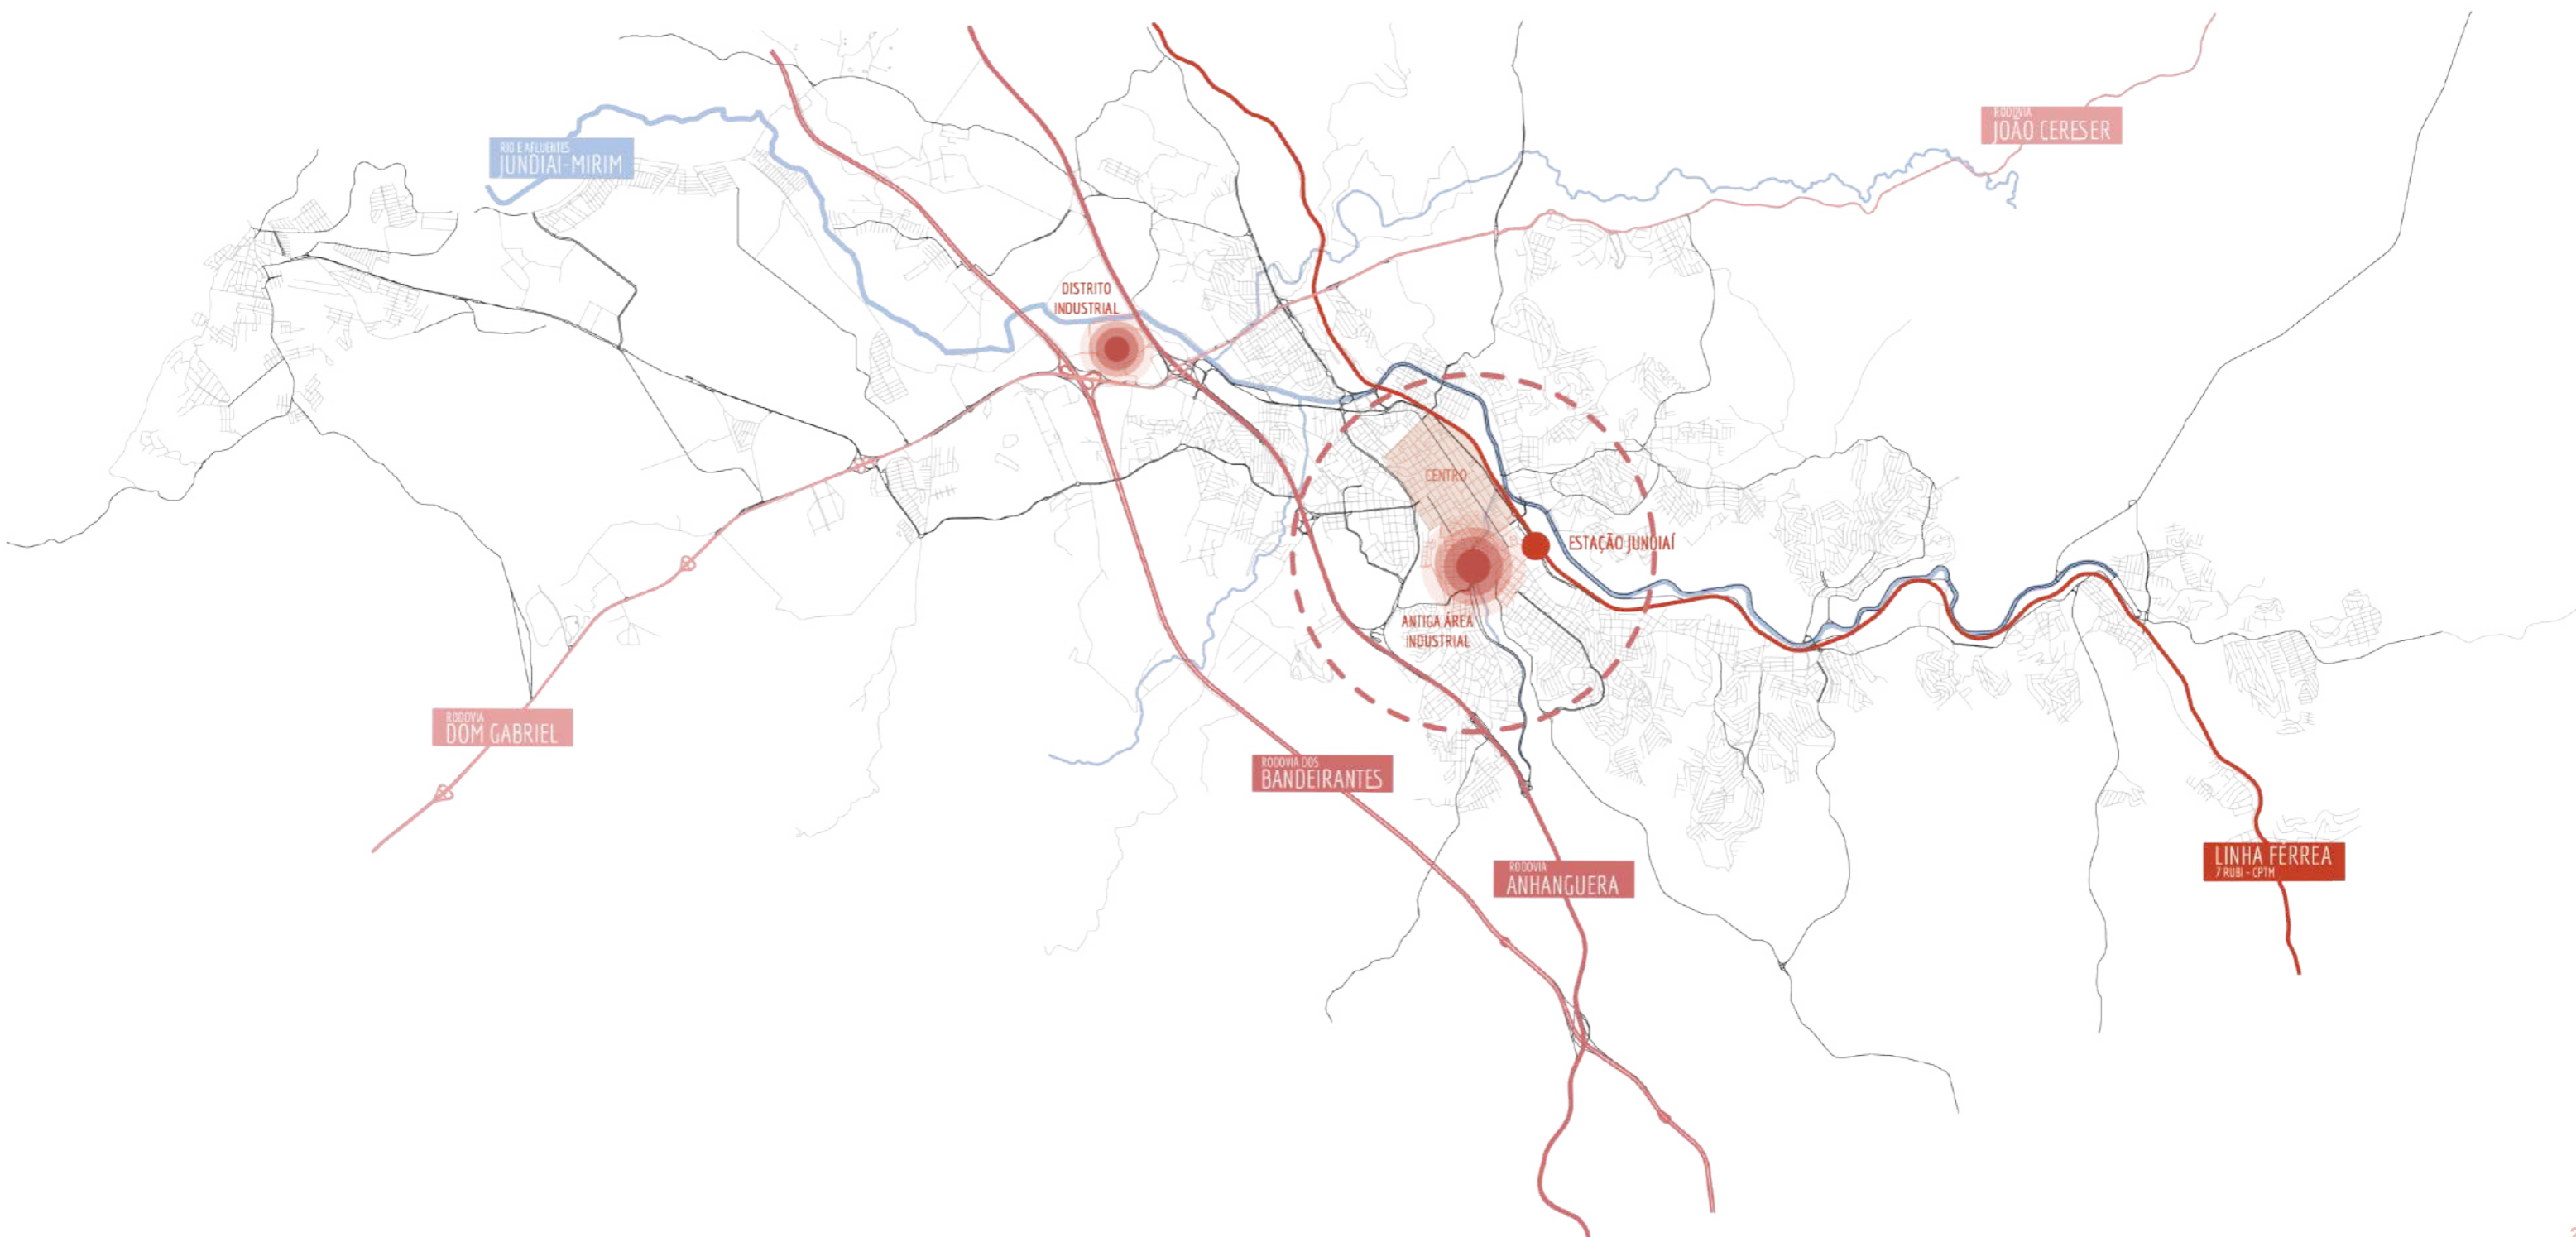 RODOVIA
JOÃO CERESER
RIO E AFLUENTES
JUNDIAÍ-MIRIM
DISTRITO
INDUSTRIAL
CENTRO
ESTAÇÃO JUNDIAÍ
ANTIGA ÁREA
INDUSTRIAL
RODOVIA
DOM GABRIEL
RODOVIA DOS
BANDEIRANTES
RODOVIA
ANHANGUERA
LINHA FÉRREA
7 RUBI - CPTM